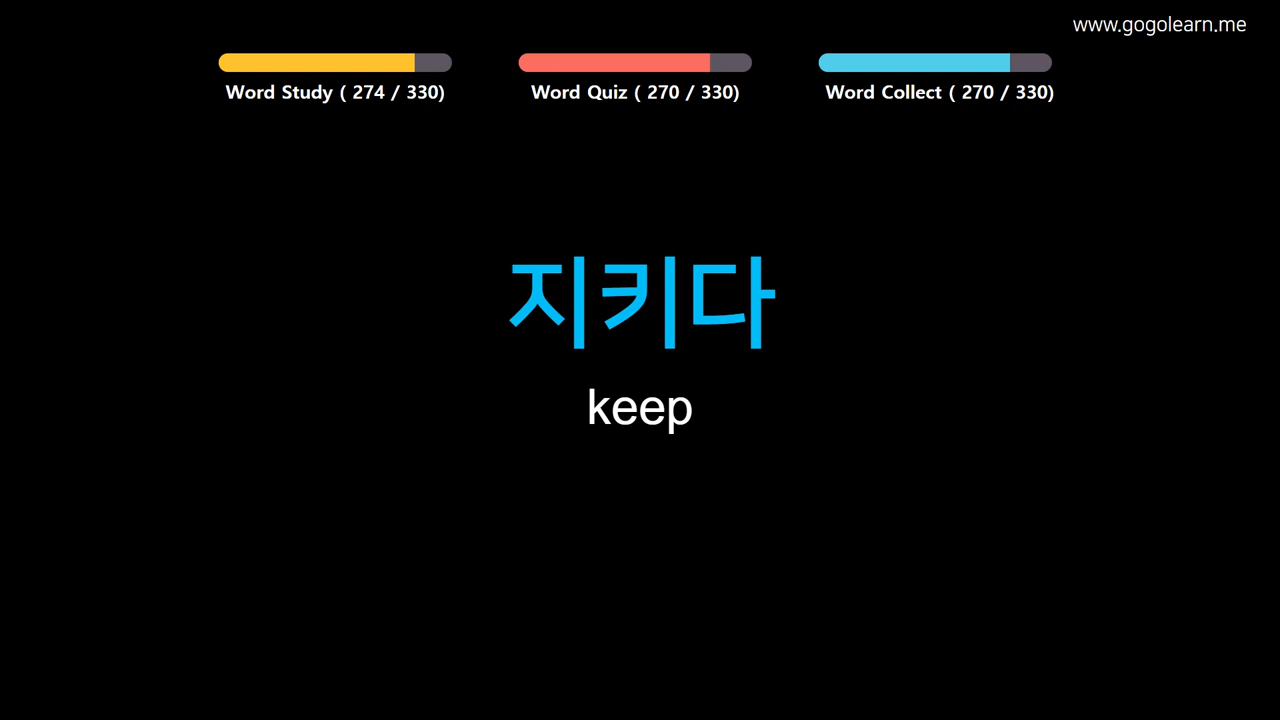 www.gogolearn.me
Word Study ( 274 / 330)
Word Quiz ( 270 / 330)
Word Collect ( 270 / 330)
지키다
keep